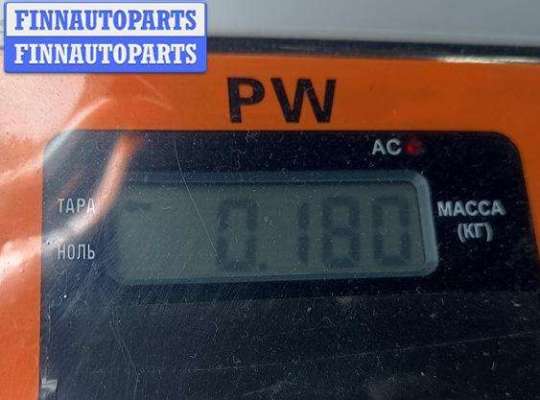 FINNAUTOPARTS
FINNAUTOPARTS
PW
AC
ТАРА
НОЛЬ
0.180
МАССА
(КГ)